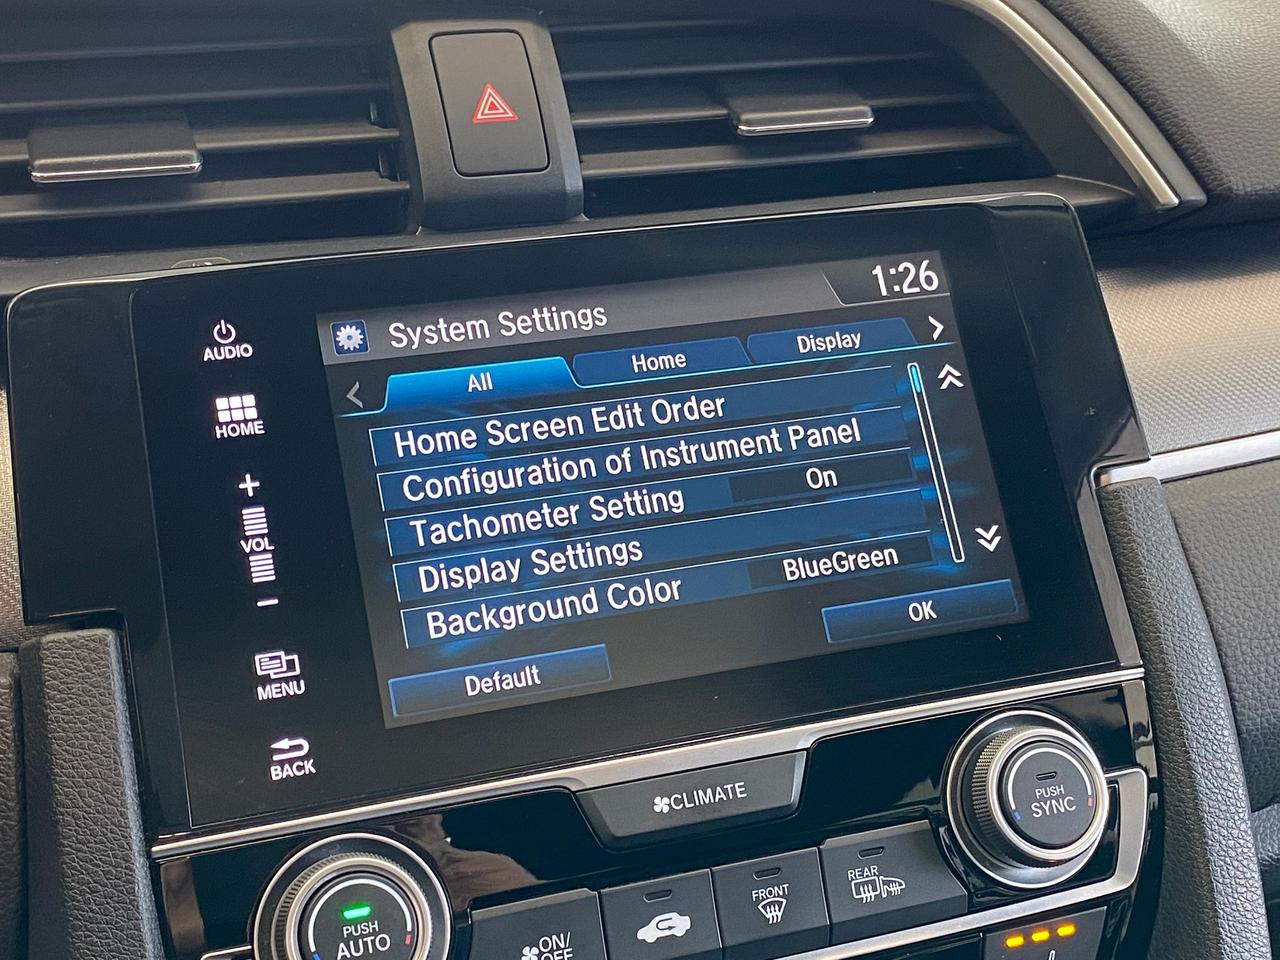 1:26
System Settings
All
Home
Display
Home Screen Edit Order
Configuration of Instrument Panel
Tachometer Setting On
Display Settings
Background Color BlueGreen
Default
OK
AUDIO
HOME
+
VOL
-
MENU
BACK
CLIMATE
PUSH
SYNC
PUSH
AUTO
ON/
OFF
FRONT
REAR